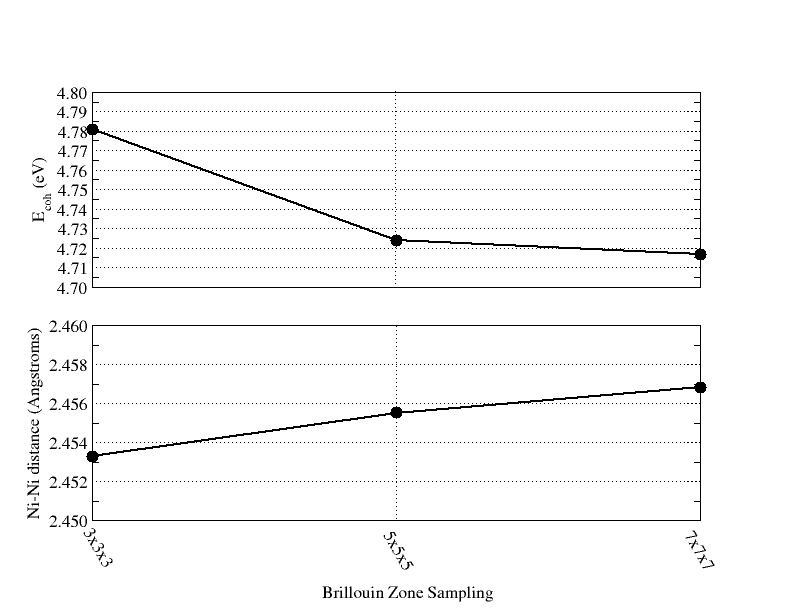 4.80
4.79
4.78
4.77
4.76
4.75
4.74
4.73
4.72
4.71
4.70
E_coh (eV)
2.460
2.458
2.456
2.454
2.452
2.450
Ni-Ni distance (Angstroms)
3x3x3
5x5x5
7x7x7
Brillouin Zone Sampling